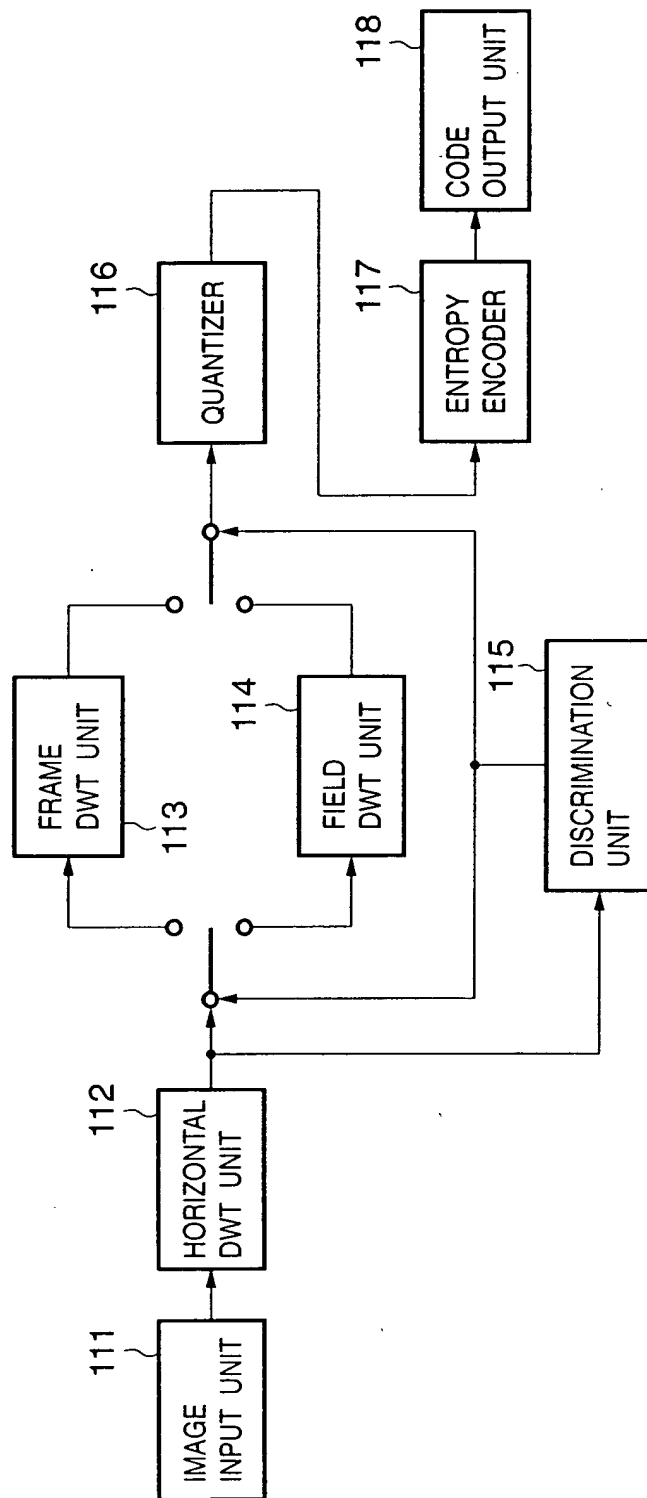 111
IMAGE
INPUT UNIT
112
HORIZONTAL
DWT UNIT
FRAME
DWT UNIT
113
114
FIELD
DWT UNIT
115
DISCRIMINATION
UNIT
116
QUANTIZER
117
ENTROPY
ENCODER
118
CODE
OUTPUT UNIT